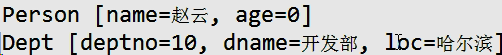 Person [name=赵云, age=0]
Dept [deptno=10, dname=开发部, loc=哈尔滨]